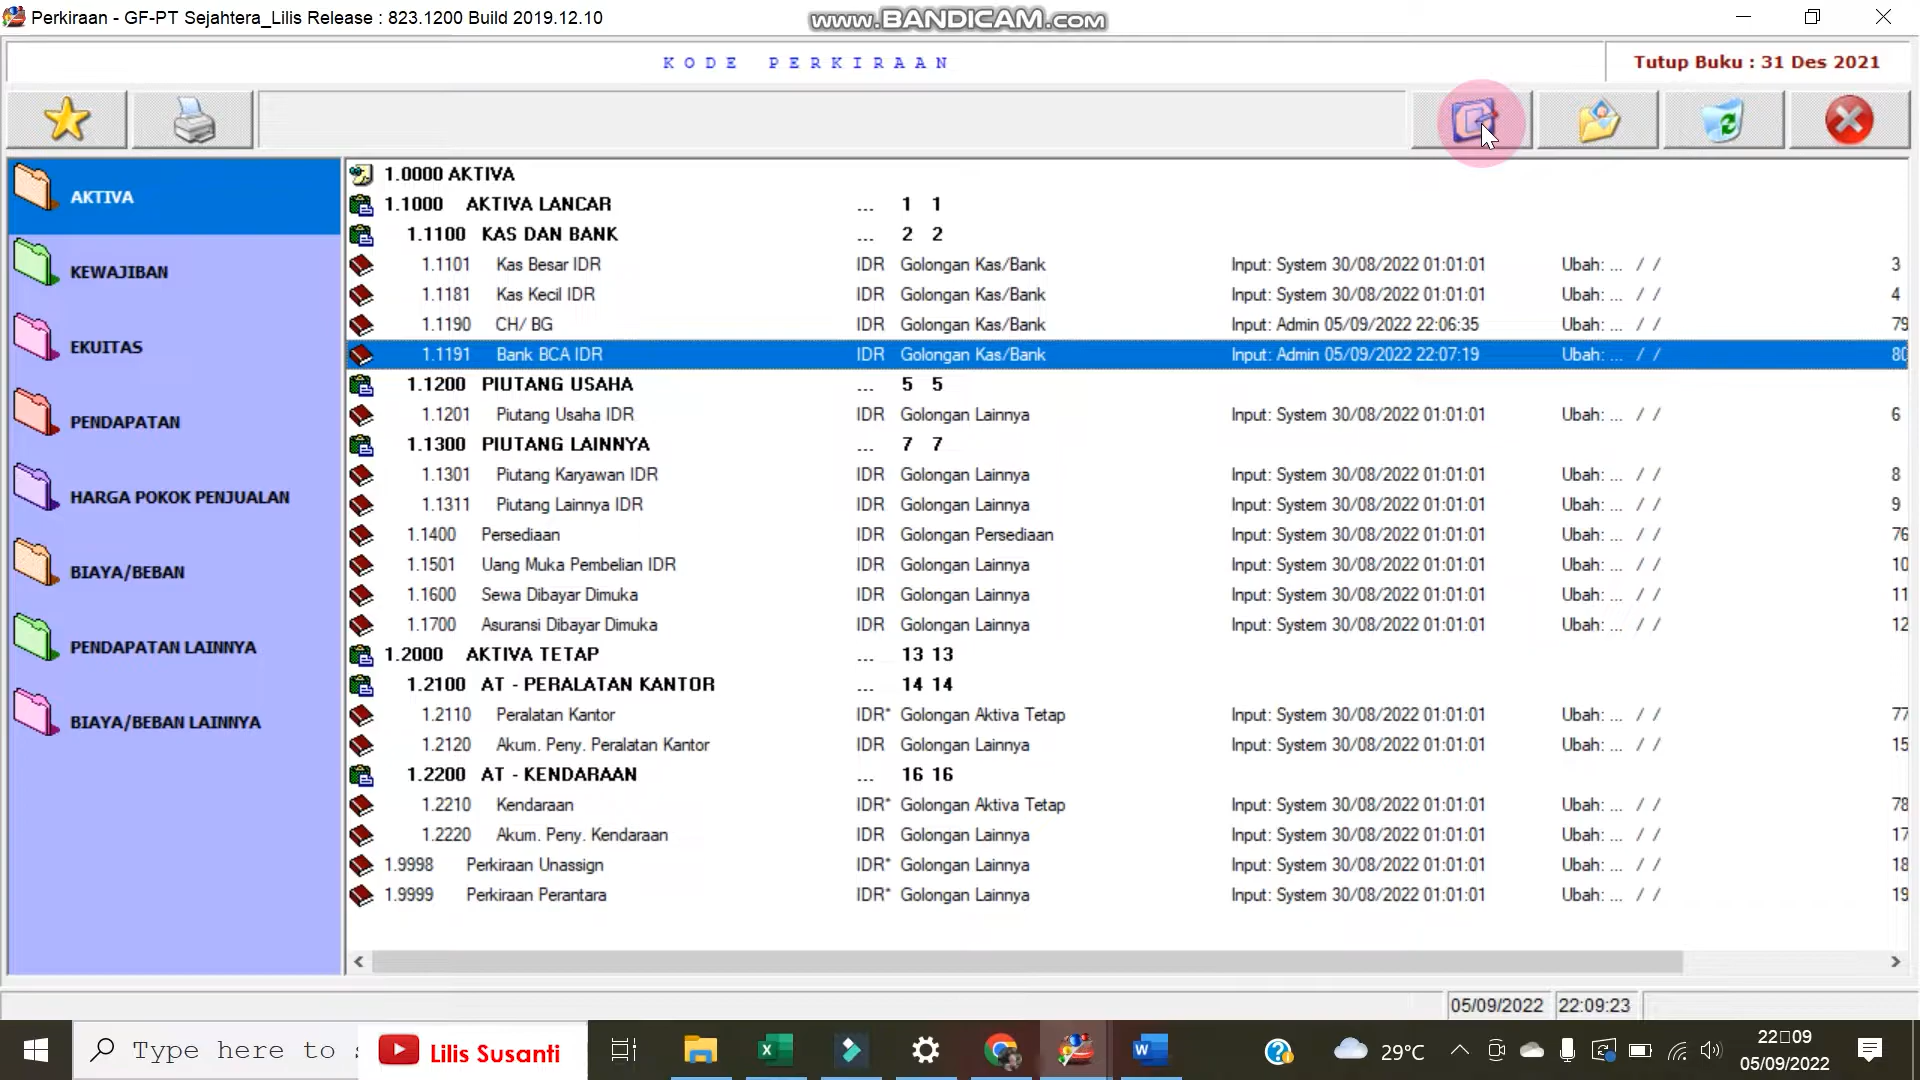 Perkiraan - GF-PT Sejahtera_Lilis Release : 823.1200 Build 2019.12.10
www.BANDICAM.com
KODE PERKIRAAN
Tutup Buku : 31 Des 2021
AKTIVA
KEWAJIBAN
EKUITAS
PENDAPATAN
HARGA POKOK PENJUALAN
BIAYA/BEBAN
PENDAPATAN LAINNYA
BIAYA/BEBAN LAINNYA
1.0000 AKTIVA
1.1000 AKTIVA LANCAR ... 1 1
1.1100 KAS DAN BANK ... 2 2
1.1101 Kas Besar IDR IDR Golongan Kas/Bank Input: System 30/08/2022 01:01:01 Ubah: ... / / 3
1.1181 Kas Kecil IDR IDR Golongan Kas/Bank Input: System 30/08/2022 01:01:01 Ubah: ... / / 4
1.1190 CH/ BG IDR Golongan Kas/Bank Input: Admin 05/09/2022 22:06:35 Ubah: ... / / 79
1.1191 Bank BCA IDR IDR Golongan Kas/Bank Input: Admin 05/09/2022 22:07:19 Ubah: ... / / 80
1.1200 PIUTANG USAHA ... 5 5
1.1201 Piutang Usaha IDR IDR Golongan Lainnya Input: System 30/08/2022 01:01:01 Ubah: ... / / 6
1.1300 PIUTANG LAINNYA ... 7 7
1.1301 Piutang Karyawan IDR IDR Golongan Lainnya Input: System 30/08/2022 01:01:01 Ubah: ... / / 8
1.1311 Piutang Lainnya IDR IDR Golongan Lainnya Input: System 30/08/2022 01:01:01 Ubah: ... / / 9
1.1400 Persediaan IDR Golongan Persediaan Input: System 30/08/2022 01:01:01 Ubah: ... / / 76
1.1501 Uang Muka Pembelian IDR IDR Golongan Lainnya Input: System 30/08/2022 01:01:01 Ubah: ... / / 10
1.1600 Sewa Dibayar Dimuka IDR Golongan Lainnya Input: System 30/08/2022 01:01:01 Ubah: ... / / 11
1.1700 Asuransi Dibayar Dimuka IDR Golongan Lainnya Input: System 30/08/2022 01:01:01 Ubah: ... / / 12
1.2000 AKTIVA TETAP ... 13 13
1.2100 AT - PERALATAN KANTOR ... 14 14
1.2110 Peralatan Kantor IDR* Golongan Aktiva Tetap Input: System 30/08/2022 01:01:01 Ubah: ... / / 77
1.2120 Akum. Peny. Peralatan Kantor IDR Golongan Lainnya Input: System 30/08/2022 01:01:01 Ubah: ... / / 15
1.2200 AT - KENDARAAN ... 16 16
1.2210 Kendaraan IDR* Golongan Aktiva Tetap Input: System 30/08/2022 01:01:01 Ubah: ... / / 78
1.2220 Akum. Peny. Kendaraan IDR Golongan Lainnya Input: System 30/08/2022 01:01:01 Ubah: ... / / 17
1.9998 Perkiraan Unassign IDR* Golongan Lainnya Input: System 30/08/2022 01:01:01 Ubah: ... / / 18
1.9999 Perkiraan Perantara IDR* Golongan Lainnya Input: System 30/08/2022 01:01:01 Ubah: ... / / 19
05/09/2022 22:09:23
Type here to s
Lilis Susanti
29°C
22□09
05/09/2022